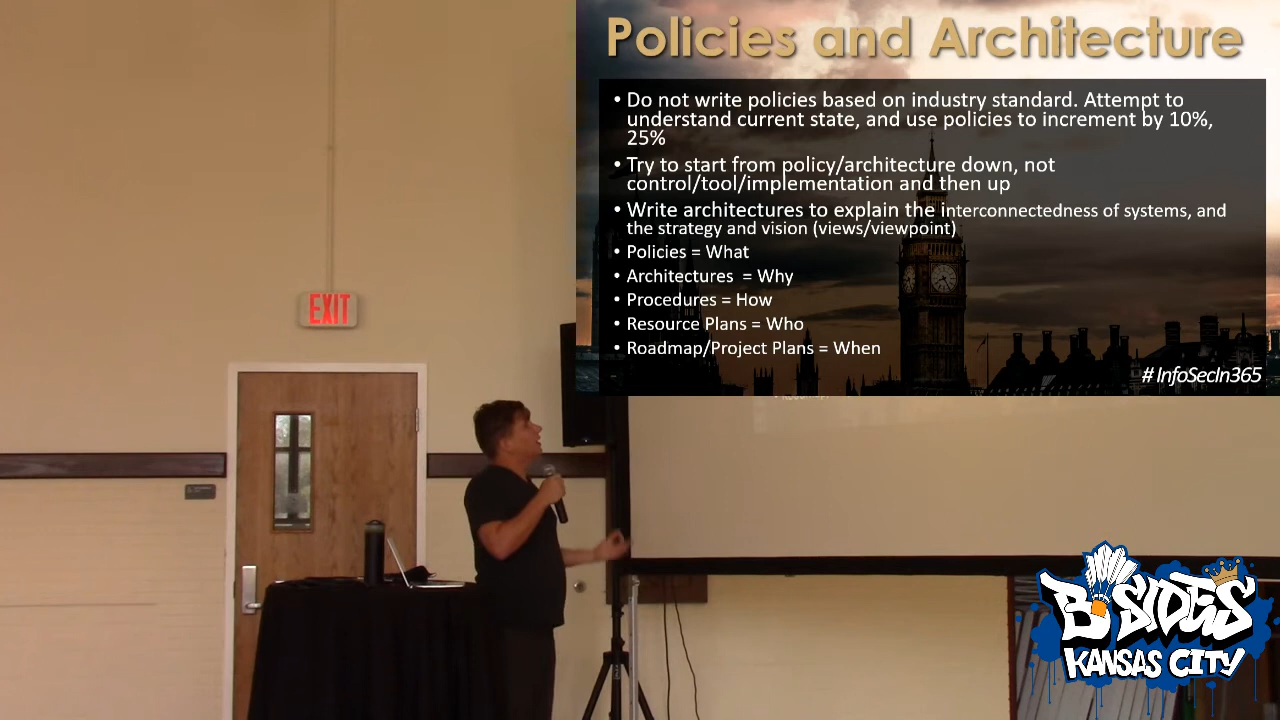 Policies and Architecture
• Do not write policies based on industry standard. Attempt to
understand current state, and use policies to increment by 10%,
25%
• Try to start from policy/architecture down, not
control/tool/implementation and then up
• Write architectures to explain the interconnectedness of systems, and
the strategy and vision (views/viewpoint)
• Policies = What
• Architectures = Why
• Procedures = How
• Resource Plans = Who
• Roadmap/Project Plans = When
# InfoSecIn365
EXIT
B•SIDES
KANSAS CITY